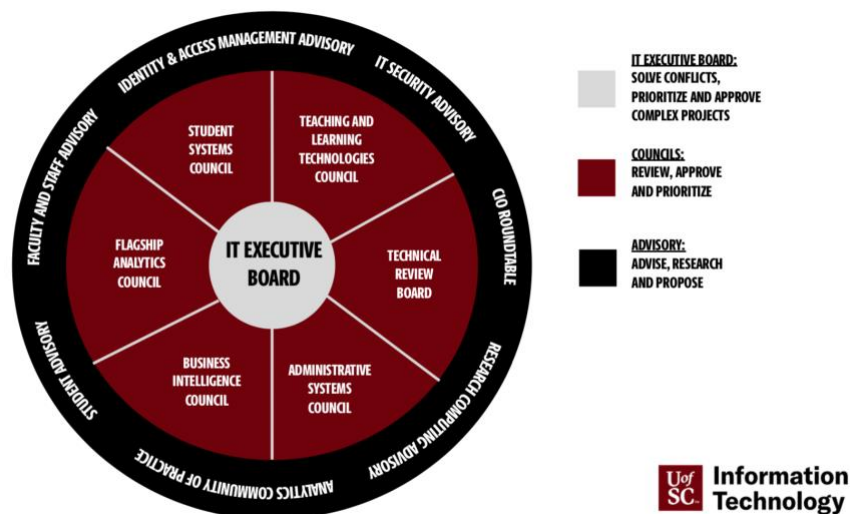 IDENTITY & ACCESS MANAGEMENT ADVISORY
IT SECURITY ADVISORY
CIO ROUNDTABLE
RESEARCH COMPUTING ADVISORY
ANALYTICS COMMUNITY OF PRACTICE
STUDENT ADVISORY
FACULTY AND STAFF ADVISORY
STUDENT
SYSTEMS
COUNCIL
TEACHING AND
LEARNING
TECHNOLOGIES
COUNCIL
TECHNICAL
REVIEW
BOARD
ADMINISTRATIVE
SYSTEMS
COUNCIL
BUSINESS
INTELLIGENCE
COUNCIL
FLAGSHIP
ANALYTICS
COUNCIL
IT EXECUTIVE
BOARD
IT EXECUTIVE BOARD:
SOLVE CONFLICTS,
PRIORITIZE AND APPROVE
COMPLEX PROJECTS
COUNCILS:
REVIEW, APPROVE
AND PRIORITIZE
ADVISORY:
ADVISE, RESEARCH
AND PROPOSE
UofSC
Information
Technology